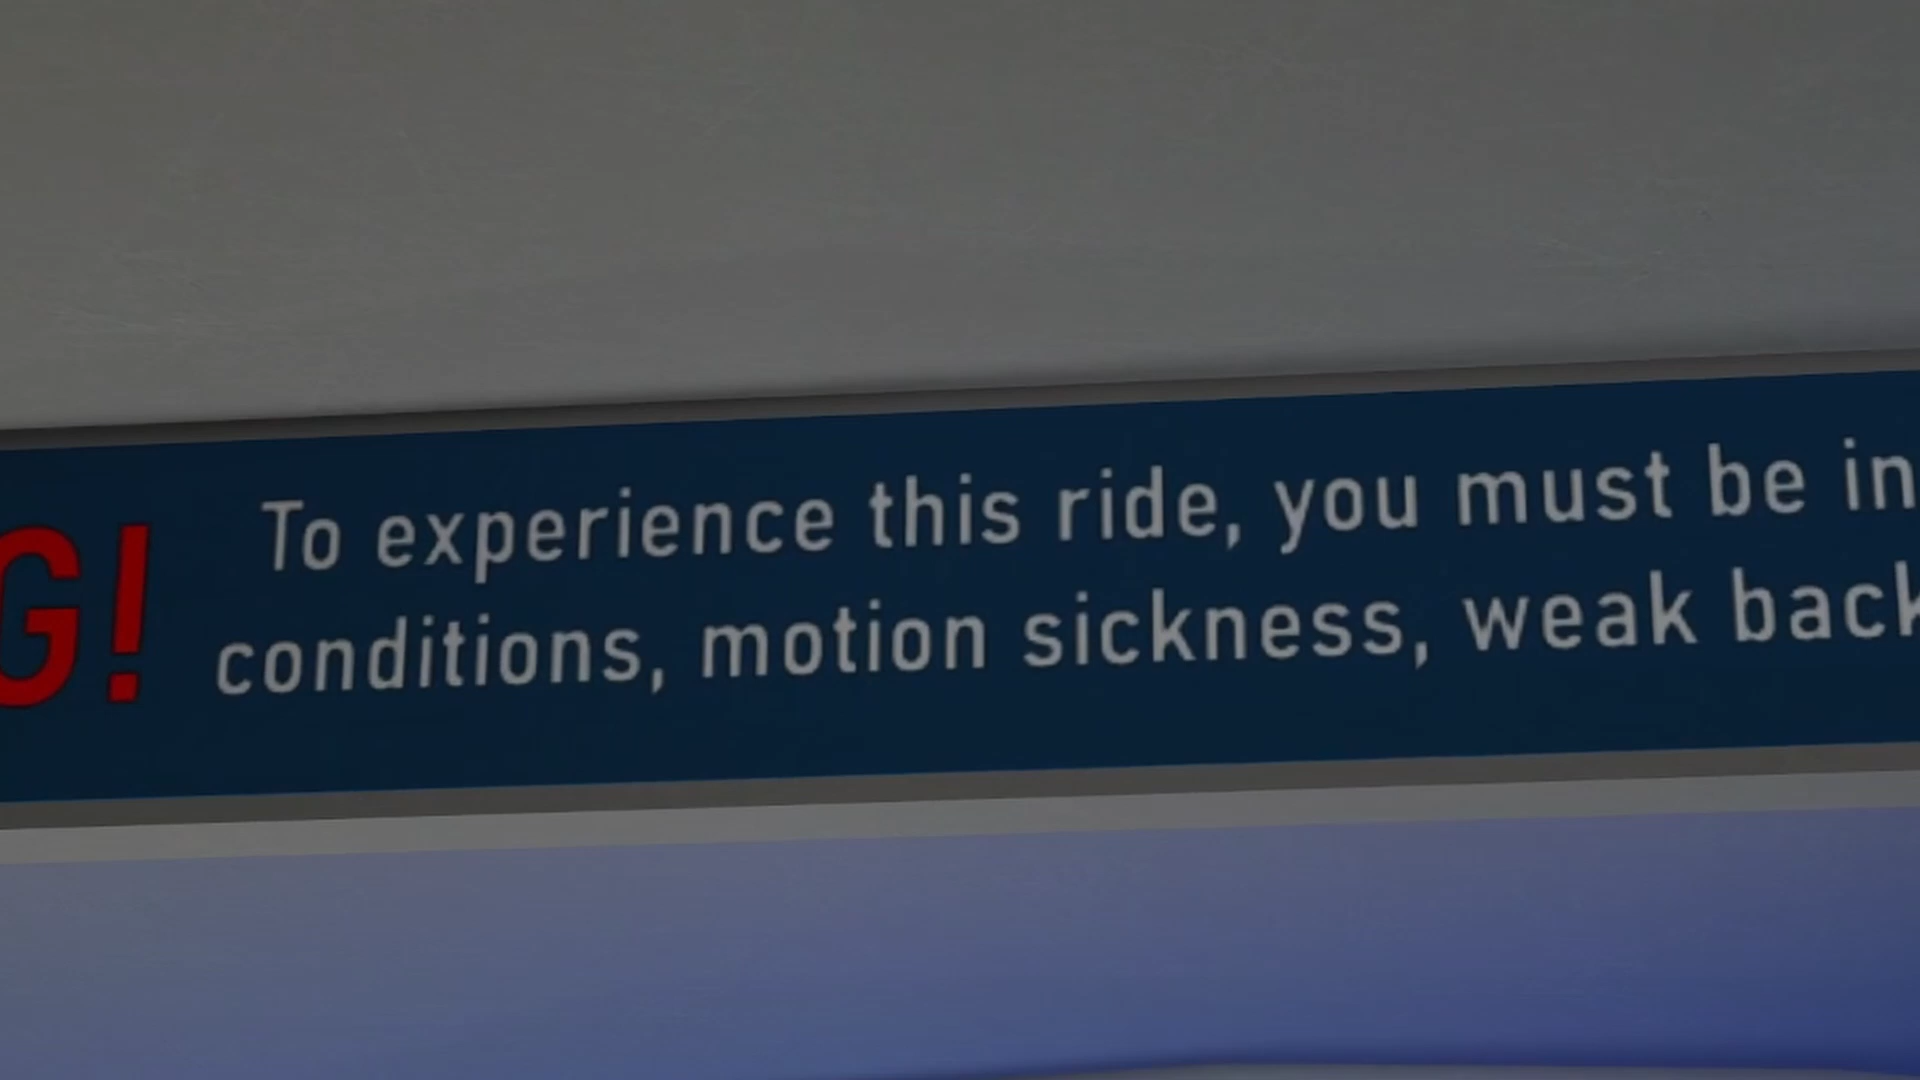 G! To experience this ride, you must be in
conditions, motion sickness, weak back